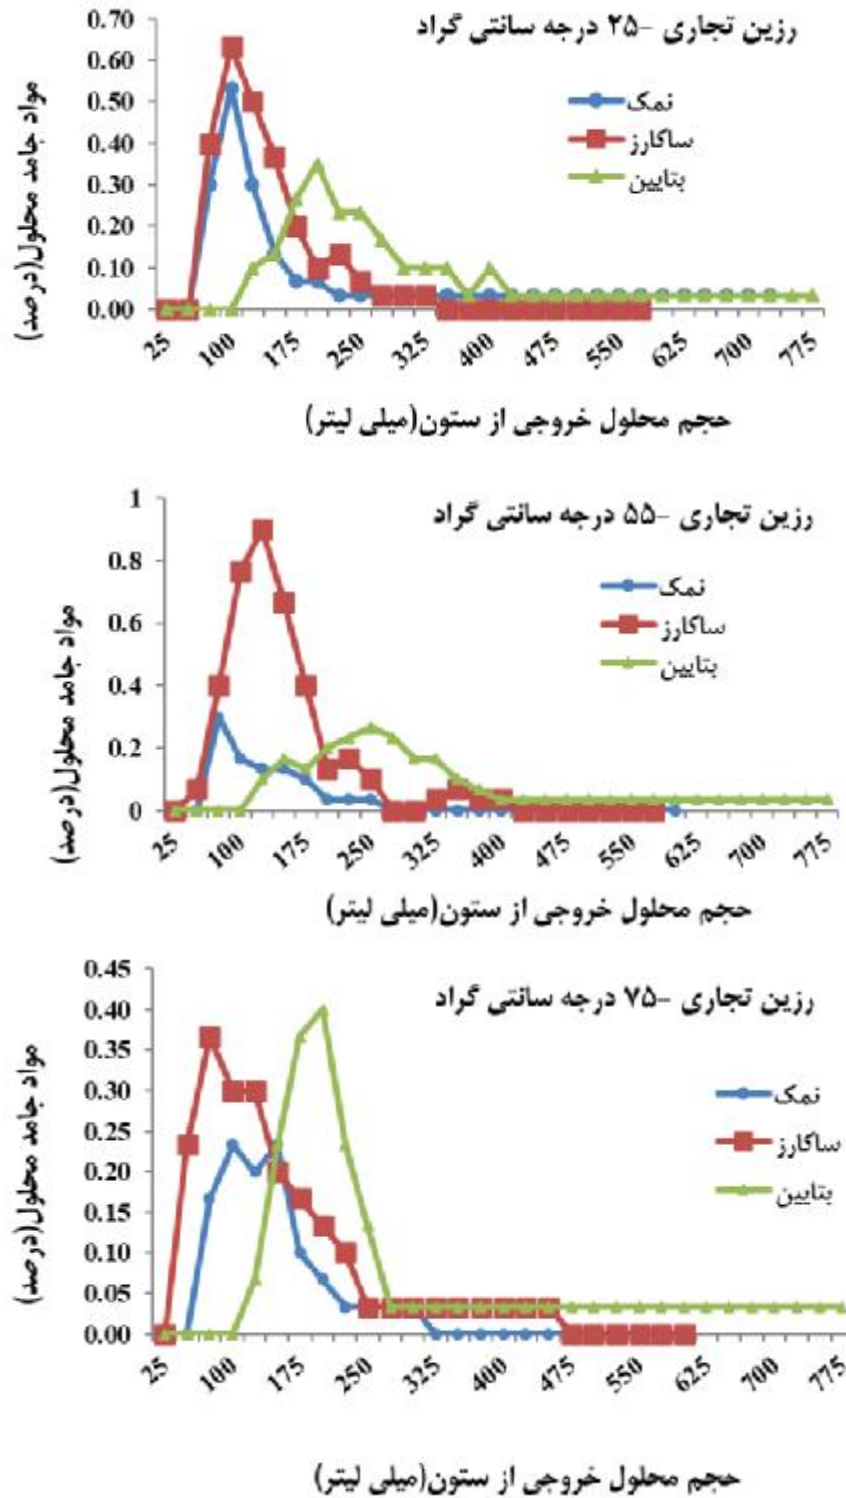 رزین تجاری -۲۵ درجه سانتی گراد
مواد جامد محلول(درصد)
0.70
0.60
0.50
0.40
0.30
0.20
0.10
0.00
نمک
ساکارز
بتایین
25 100 175 250 325 400 475 550 625 700 775
حجم محلول خروجی از ستون(میلی لیتر)
رزین تجاری -۵۵ درجه سانتی گراد
مواد جامد محلول(درصد)
1
0.8
0.6
0.4
0.2
0
نمک
ساکارز
بتایین
25 100 175 250 325 400 475 550 625 700 775
حجم محلول خروجی از ستون(میلی لیتر)
رزین تجاری -۷۵ درجه سانتی گراد
مواد جامد محلول(درصد)
0.45
0.40
0.35
0.30
0.25
0.20
0.15
0.10
0.05
0.00
نمک
ساکارز
بتایین
25 100 175 250 325 400 475 550 625 700 775
حجم محلول خروجی از ستون(میلی لیتر)